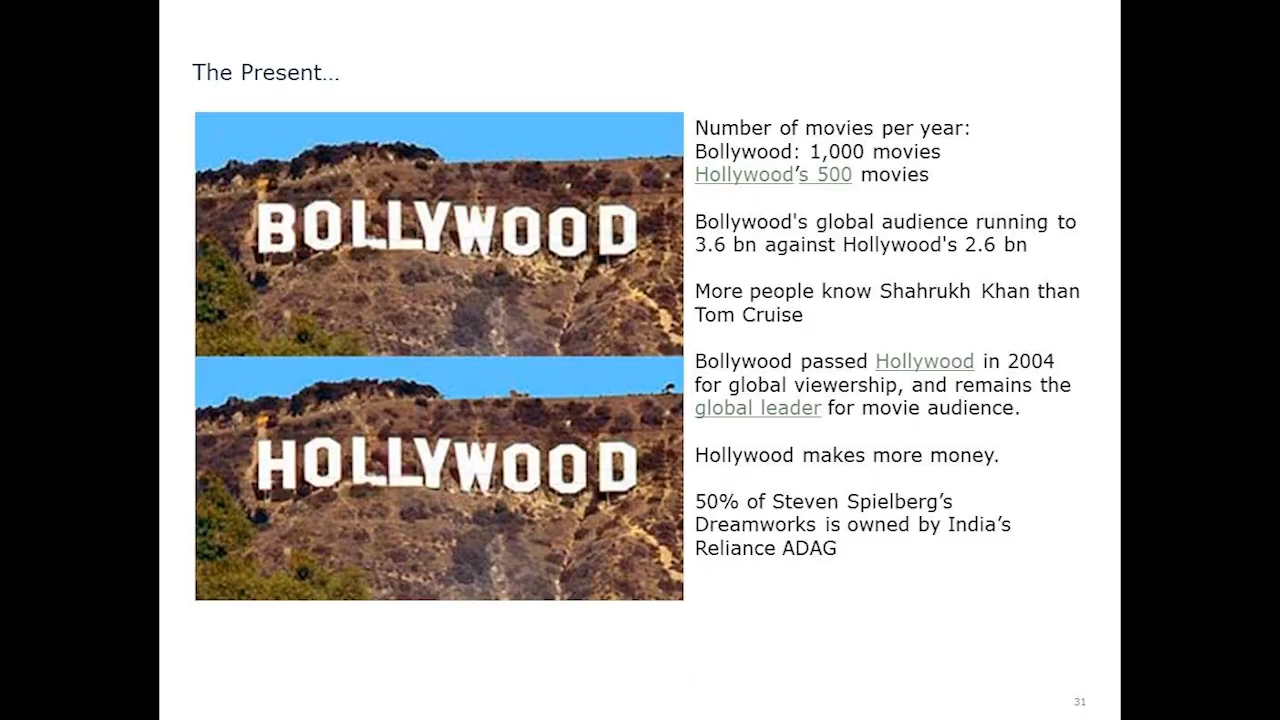 The Present…
BOLLYWOOD
HOLLYWOOD
Number of movies per year:
Bollywood: 1,000 movies
Hollywood’s 500 movies
Bollywood's global audience running to
3.6 bn against Hollywood's 2.6 bn
More people know Shahrukh Khan than
Tom Cruise
Bollywood passed Hollywood in 2004
for global viewership, and remains the
global leader for movie audience.
Hollywood makes more money.
50% of Steven Spielberg’s
Dreamworks is owned by India’s
Reliance ADAG
31